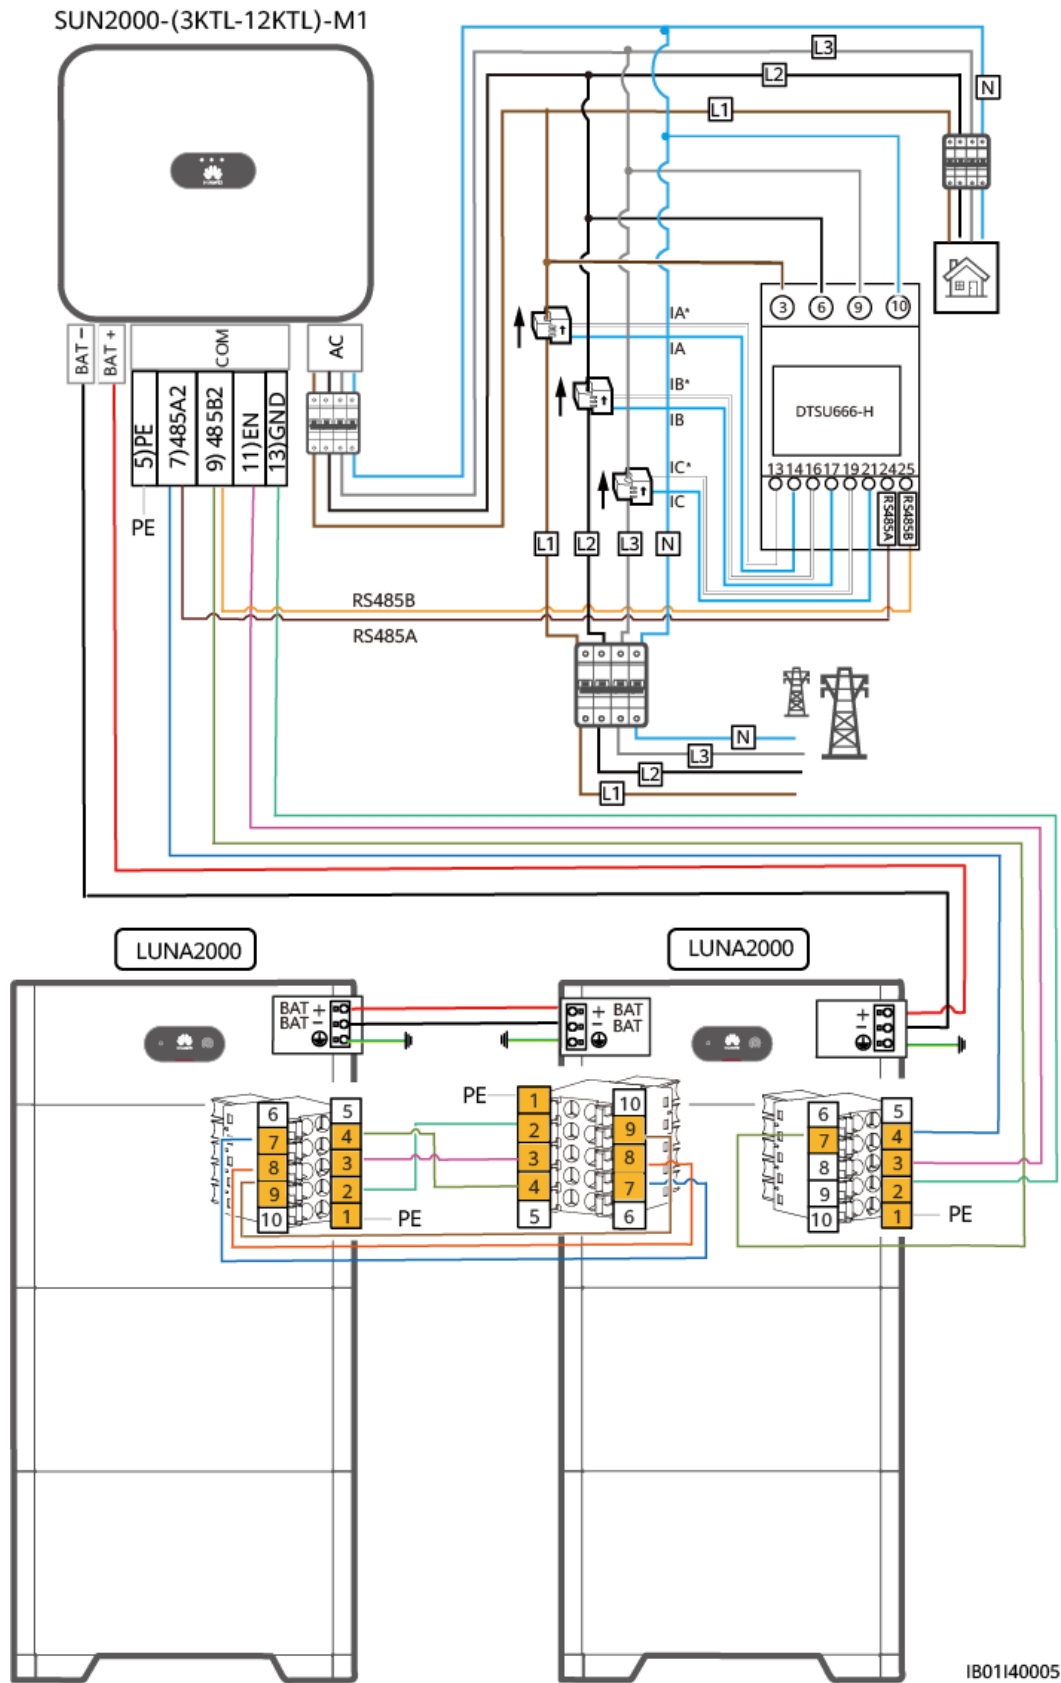 SUN2000-(3KTL-12KTL)-M1
L3
L2
N
L1
BAT -
BAT +
COM
AC
5)PE
7)485A2
9) 485B2
11)EN
13)GND
PE
IA*
IA
IB*
IB
IC*
IC
3
6
9
10
DTSU666-H
13 14 16 17 19 21 24 25
RS485A
RS485B
L1
L2
L3
N
RS485B
RS485A
N
L3
L2
L1
LUNA2000
LUNA2000
BAT +
BAT -
+ BAT
- BAT
+
-
6
7
8
9
10
5
4
3
2
1
PE
PE
1
2
3
4
5
10
9
8
7
6
6
7
8
9
10
5
4
3
2
1
PE
IB01I40005